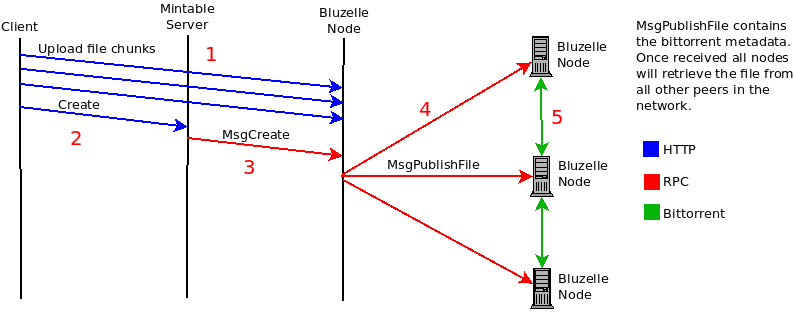 Client
Mintable
Server
Bluzelle
Node
Upload file chunks
1
Create
2
MsgCreate
3
4
MsgPublishFile
5
Bluzelle
Node
Bluzelle
Node
Bluzelle
Node
MsgPublishFile contains
the bittorrent metadata.
Once received all nodes
will retrieve the file from
all other peers in the
network.
HTTP
RPC
Bittorrent